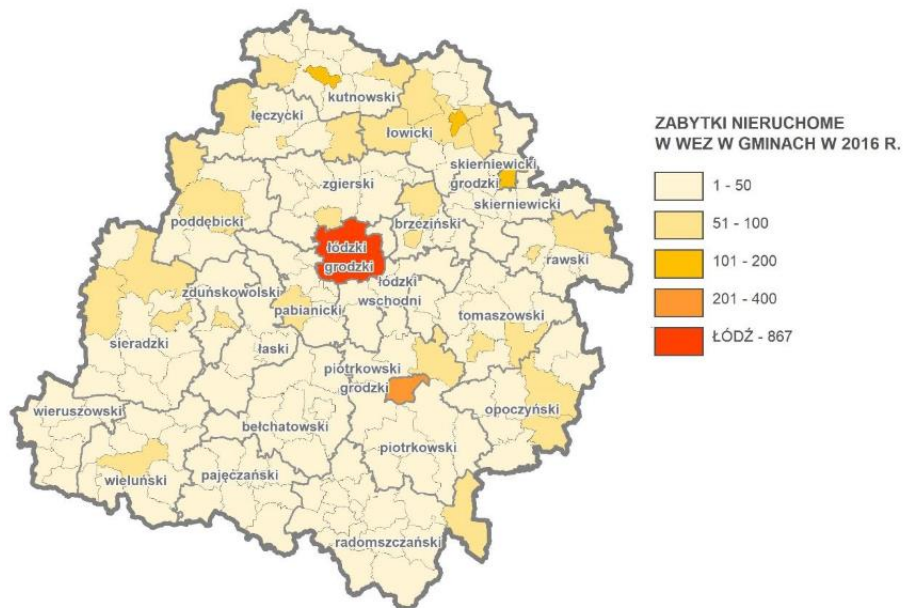 kutnowski
łęczycki
łowicki
skierniewicki
grodzki
skierniewicki
zgierski
brzeziński
poddębicki
rawski
łódzki
grodzki
łódzki
wschodni
zduńskowolski
pabianicki
tomaszowski
sieradzki
łaski
piótrkowski
grodzki
opoczyński
wieruszowski
bełchatowski
piotrkowski
wieluński
pajęczański
radomszczański
ZABYTKI NIERUCHOME
W WEZ W GMINACH W 2016 R.
1 - 50
51 - 100
101 - 200
201 - 400
ŁÓDŹ - 867